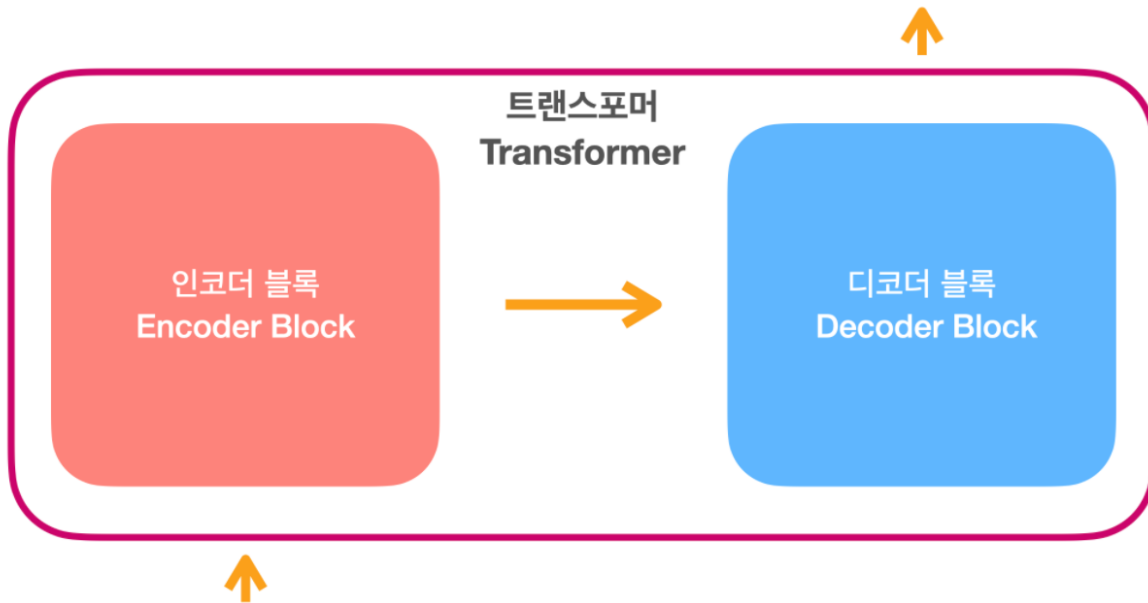 트랜스포머
Transformer
인코더 블록
Encoder Block
디코더 블록
Decoder Block